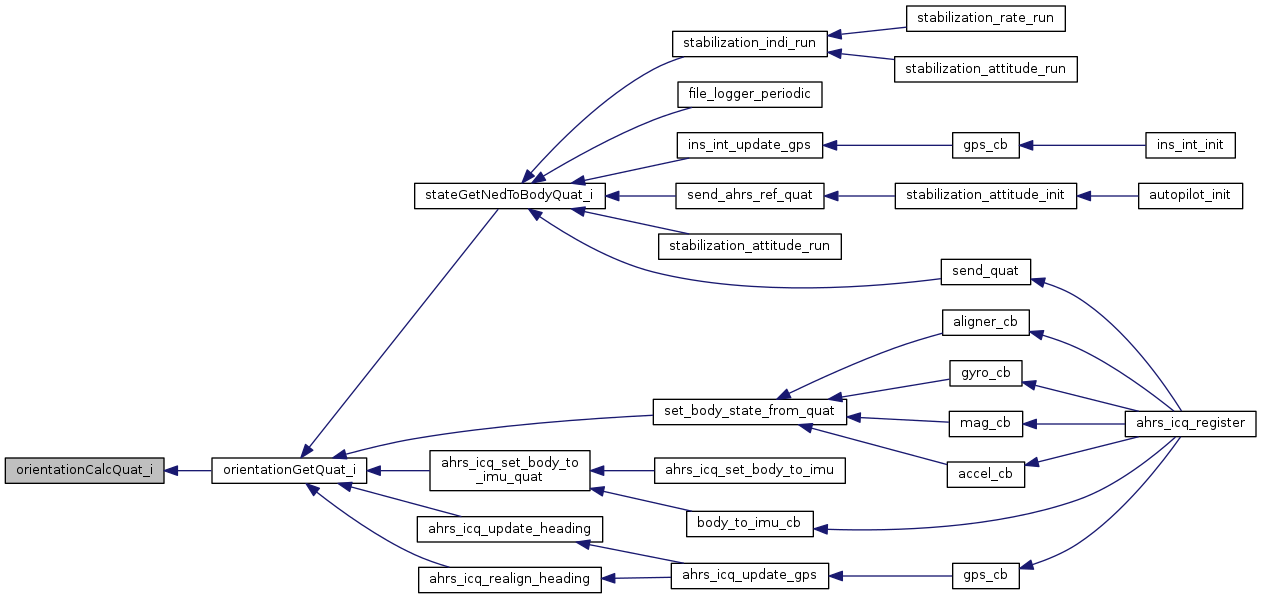 stabilization_rate_run
stabilization_indi_run
stabilization_attitude_run
file_logger_periodic
ins_int_update_gps
gps_cb
ins_int_init
stateGetNedToBodyQuat_i
send_ahrs_ref_quat
stabilization_attitude_init
autopilot_init
stabilization_attitude_run
send_quat
aligner_cb
gyro_cb
set_body_state_from_quat
mag_cb
ahrs_icq_register
accel_cb
orientationCalcQuat_i
orientationGetQuat_i
ahrs_icq_set_body_to
_imu_quat
ahrs_icq_set_body_to_imu
body_to_imu_cb
ahrs_icq_update_heading
ahrs_icq_realign_heading
ahrs_icq_update_gps
gps_cb